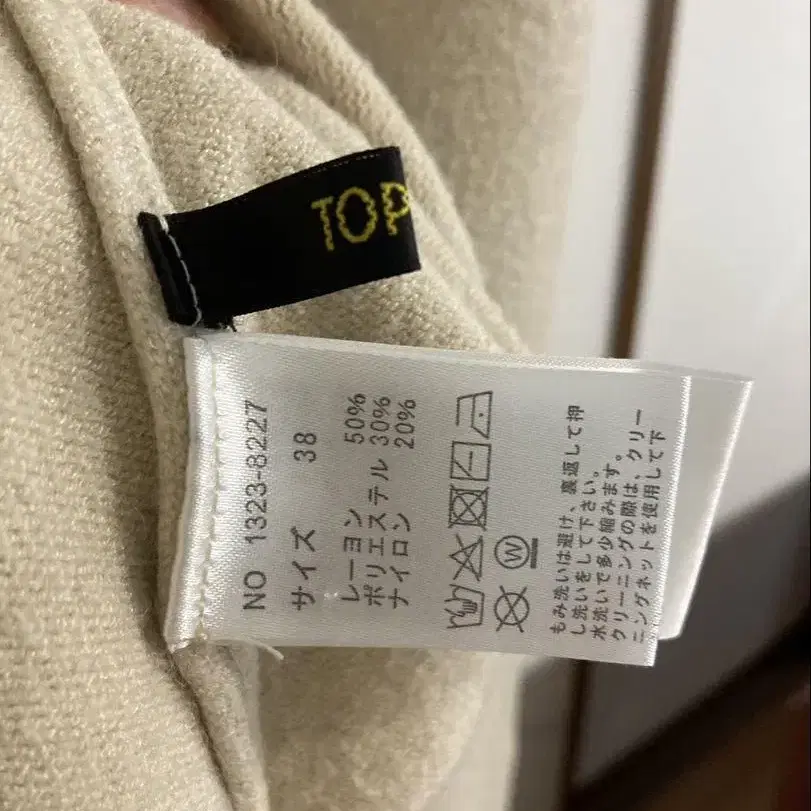 TOP
NO 1323-8227
サイズ 38
レーヨン 50%
ポリエステル 30%
ナイロン 20%
W
もみ洗いは避け、裏返して押
し洗いをして下さい。
水洗いで多少縮みます。
クリーニングの際は、クリー
ニングネットを使用して下